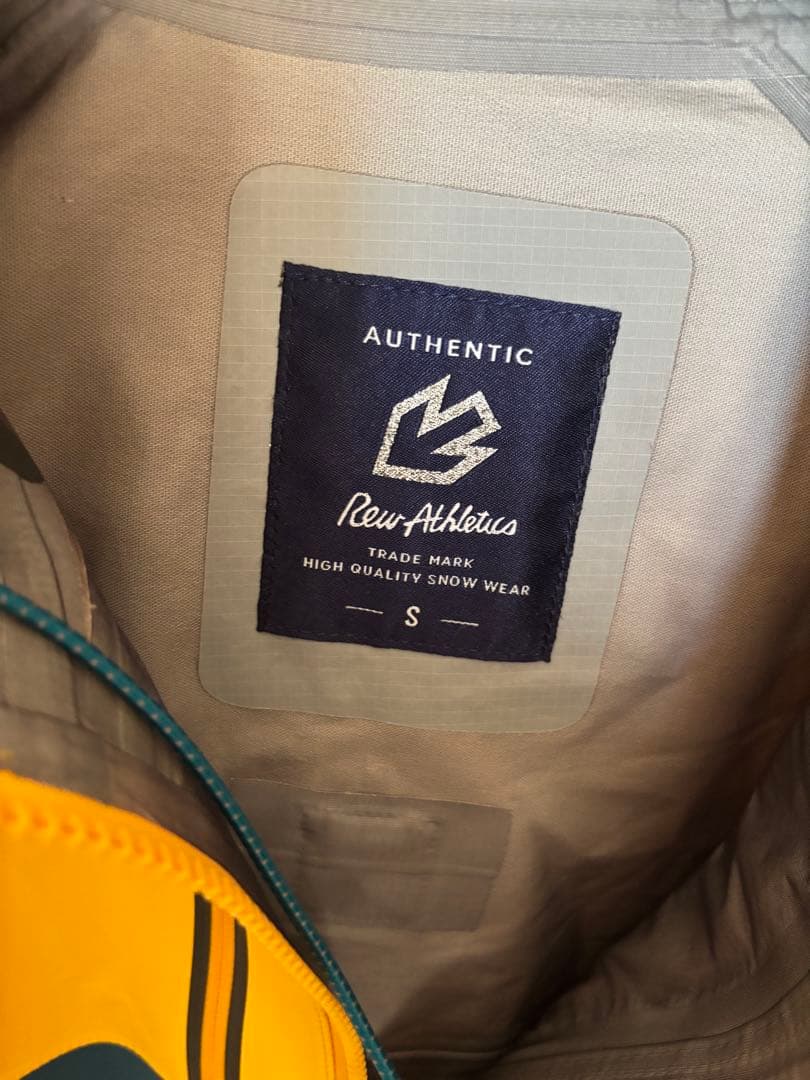 AUTHENTIC
Rew Athletics
TRADE MARK
HIGH QUALITY SNOW WEAR
S